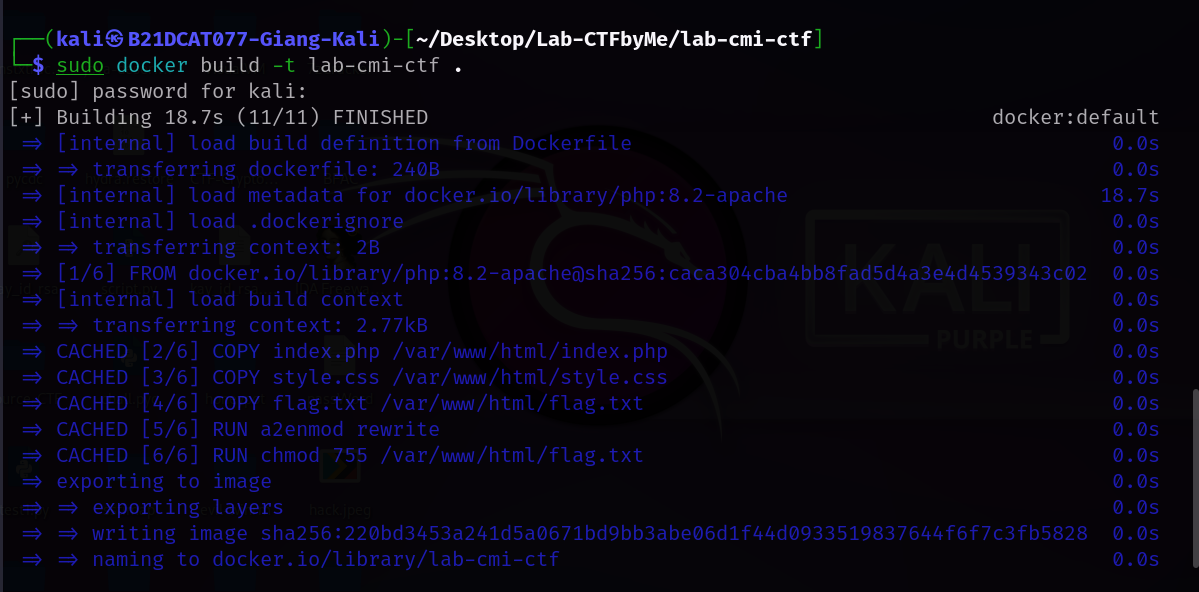 ┌──(kali㉿B21DCAT077-Giang-Kali)-[~/Desktop/Lab-CTFbyMe/lab-cmi-ctf]
└─$ sudo docker build -t lab-cmi-ctf .
[sudo] password for kali:
[+] Building 18.7s (11/11) FINISHED docker:default
=> [internal] load build definition from Dockerfile 0.0s
=> => transferring dockerfile: 240B 0.0s
=> [internal] load metadata for docker.io/library/php:8.2-apache 18.7s
=> [internal] load .dockerignore 0.0s
=> => transferring context: 2B 0.0s
=> [1/6] FROM docker.io/library/php:8.2-apache@sha256:caca304cba4bb8fad5d4a3e4d4539343c02 0.0s
=> [internal] load build context 0.0s
=> => transferring context: 2.77kB 0.0s
=> CACHED [2/6] COPY index.php /var/www/html/index.php 0.0s
=> CACHED [3/6] COPY style.css /var/www/html/style.css 0.0s
=> CACHED [4/6] COPY flag.txt /var/www/html/flag.txt 0.0s
=> CACHED [5/6] RUN a2enmod rewrite 0.0s
=> CACHED [6/6] RUN chmod 755 /var/www/html/flag.txt 0.0s
=> exporting to image 0.0s
=> => exporting layers 0.0s
=> => writing image sha256:220bd3453a241d5a0671bd9bb3abe06d1f44d0933519837644f6f7c3fb5828 0.0s
=> => naming to docker.io/library/lab-cmi-ctf 0.0s
KALI
PURPLE